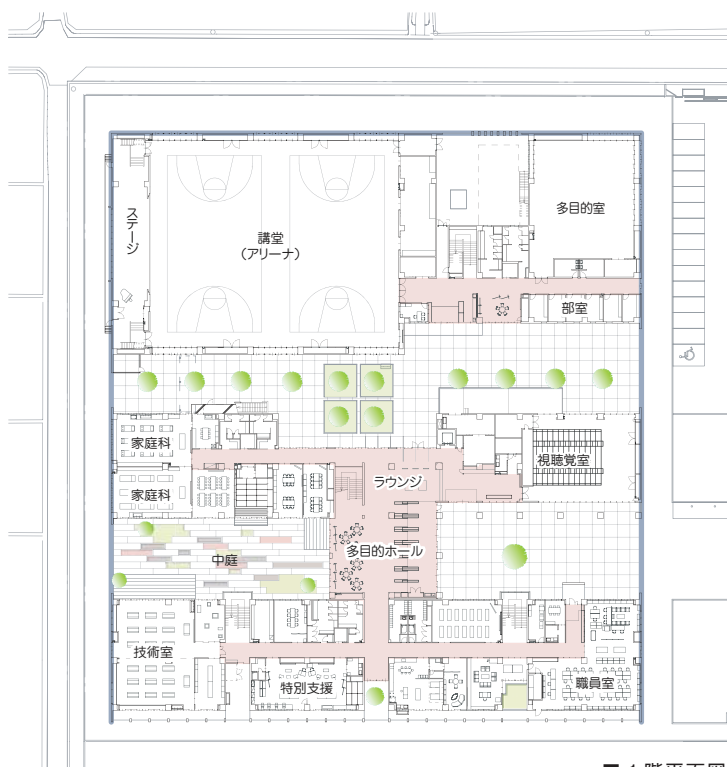 多目的室
ステージ
講堂
（アリーナ）
部室
家庭科
視聴覚室
ラウンジ
家庭科
多目的ホール
中庭
技術室
特別支援
職員室